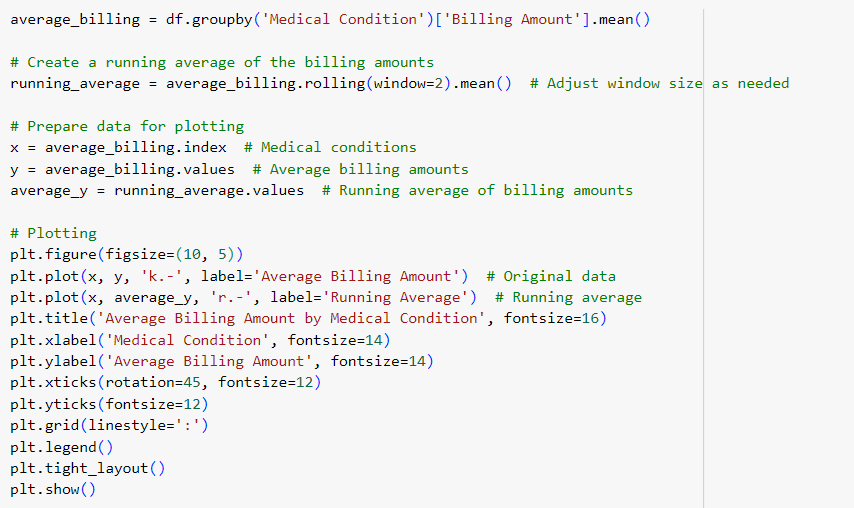 average_billing = df.groupby('Medical Condition')['Billing Amount'].mean()
# Create a running average of the billing amounts
running_average = average_billing.rolling(window=2).mean()  # Adjust window size as needed
# Prepare data for plotting
x = average_billing.index  # Medical conditions
y = average_billing.values  # Average billing amounts
average_y = running_average.values  # Running average of billing amounts
# Plotting
plt.figure(figsize=(10, 5))
plt.plot(x, y, 'k.-', label='Average Billing Amount')  # Original data
plt.plot(x, average_y, 'r.-', label='Running Average')  # Running average
plt.title('Average Billing Amount by Medical Condition', fontsize=16)
plt.xlabel('Medical Condition', fontsize=14)
plt.ylabel('Average Billing Amount', fontsize=14)
plt.xticks(rotation=45, fontsize=12)
plt.yticks(fontsize=12)
plt.grid(linestyle=':')
plt.legend()
plt.tight_layout()
plt.show()